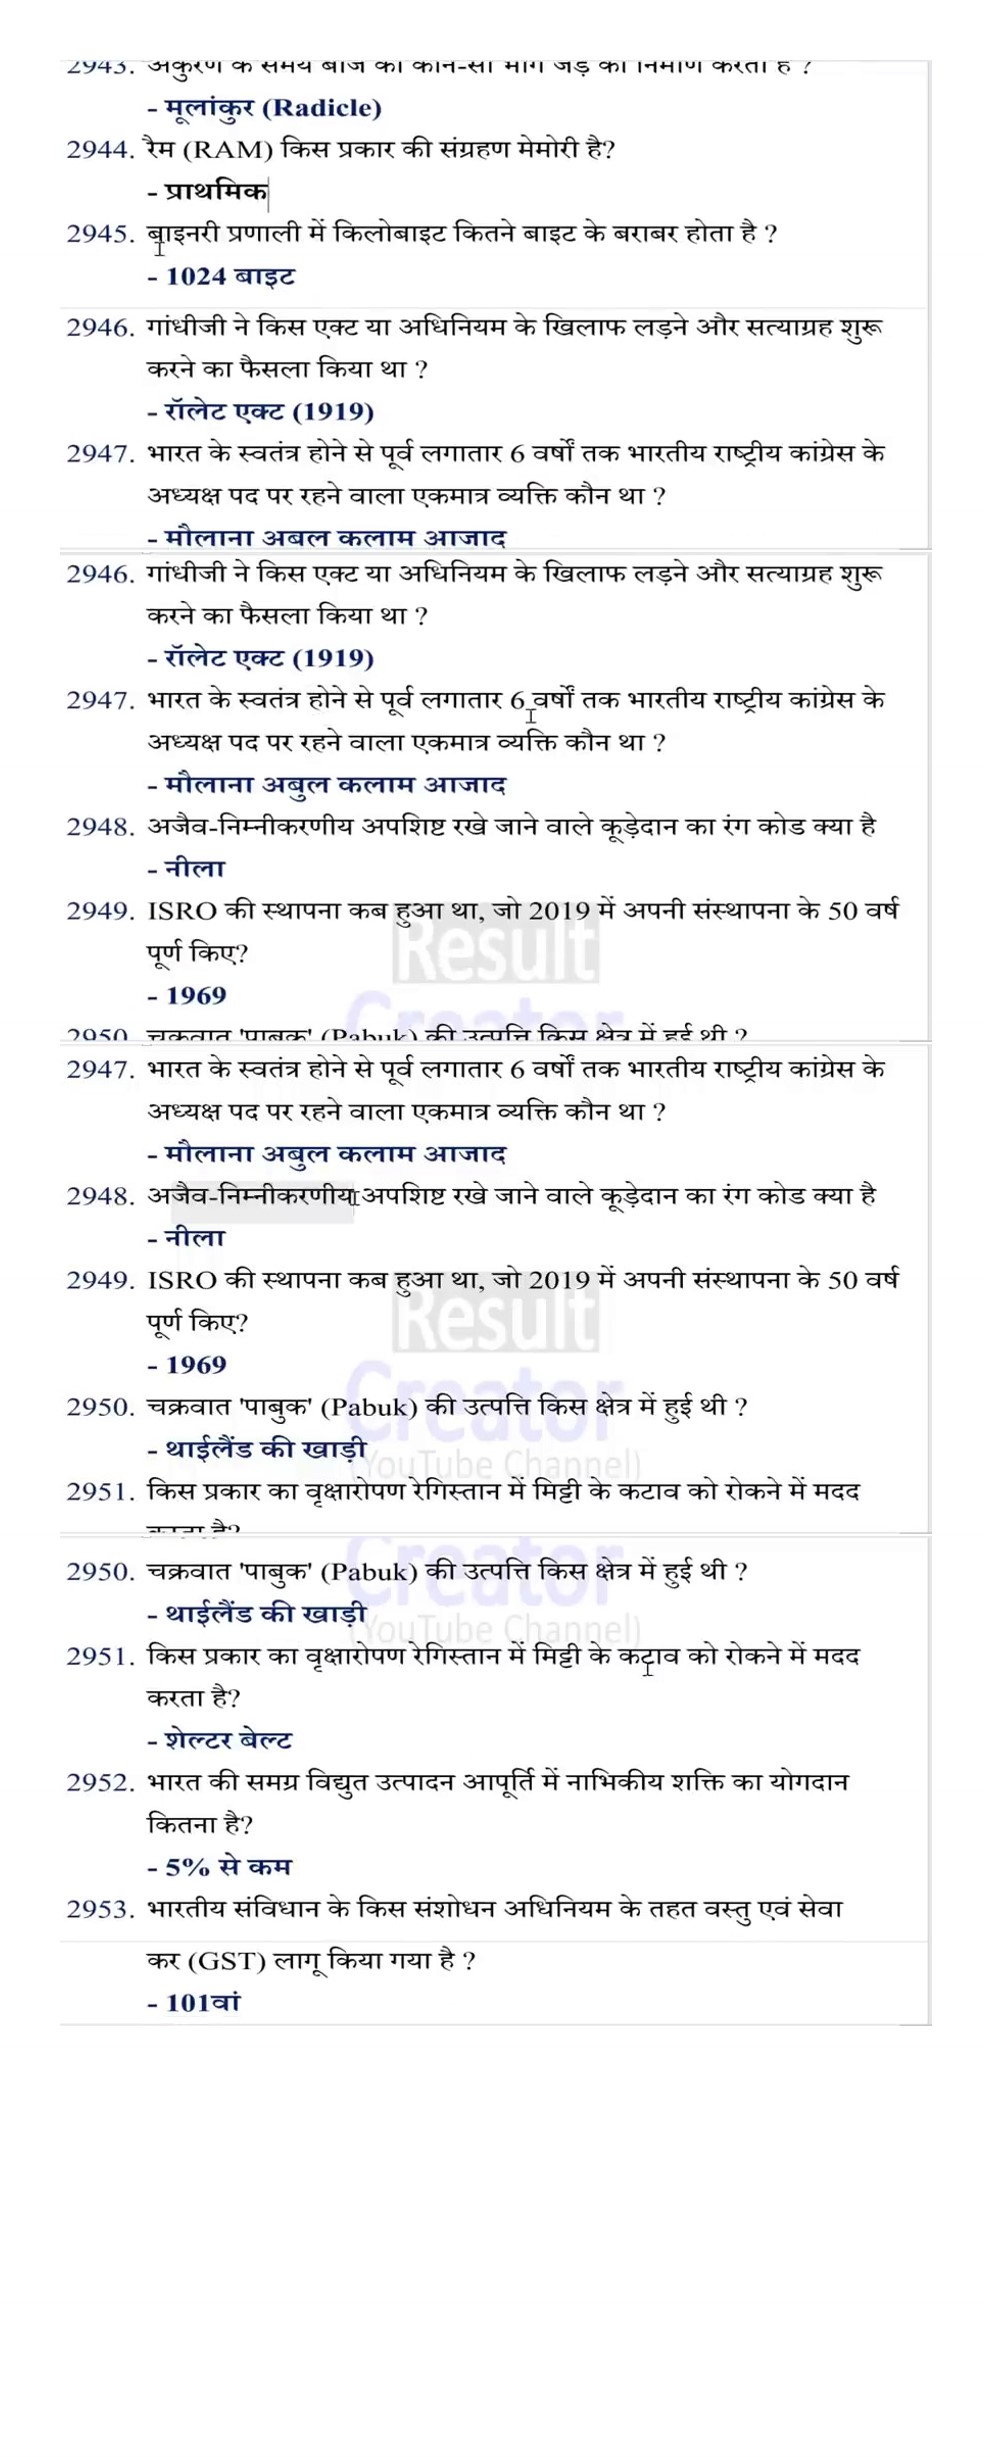 2943. अंकुरण के समय बीज का कौन-सा भाग जड़ का निर्माण करता है ?
- मूलांकुर (Radicle)
2944. रैम (RAM) किस प्रकार की संग्रहण मेमोरी है?
- प्राथमिक
2945. बाइनरी प्रणाली में किलोबाइट कितने बाइट के बराबर होता है ?
- 1024 बाइट
2946. गांधीजी ने किस एक्ट या अधिनियम के खिलाफ लड़ने और सत्याग्रह शुरू
करने का फैसला किया था ?
- रॉलेट एक्ट (1919)
2947. भारत के स्वतंत्र होने से पूर्व लगातार 6 वर्षों तक भारतीय राष्ट्रीय कांग्रेस के
अध्यक्ष पद पर रहने वाला एकमात्र व्यक्ति कौन था ?
- मौलाना अबुल कलाम आजाद
2946. गांधीजी ने किस एक्ट या अधिनियम के खिलाफ लड़ने और सत्याग्रह शुरू
करने का फैसला किया था ?
- रॉलेट एक्ट (1919)
2947. भारत के स्वतंत्र होने से पूर्व लगातार 6 वर्षों तक भारतीय राष्ट्रीय कांग्रेस के
अध्यक्ष पद पर रहने वाला एकमात्र व्यक्ति कौन था ?
- मौलाना अबुल कलाम आजाद
2948. अजैव-निम्नीकरणीय अपशिष्ट रखे जाने वाले कूड़ेदान का रंग कोड क्या है
- नीला
2949. ISRO की स्थापना कब हुआ था, जो 2019 में अपनी संस्थापना के 50 वर्ष
Result
पूर्ण किए?
- 1969
Creator
2950. चक्रवात 'पाबुक' (Pabuk) की उत्पत्ति किस क्षेत्र में हुई थी ?
2947. भारत के स्वतंत्र होने से पूर्व लगातार 6 वर्षों तक भारतीय राष्ट्रीय कांग्रेस के
अध्यक्ष पद पर रहने वाला एकमात्र व्यक्ति कौन था ?
- मौलाना अबुल कलाम आजाद
2948. अजैव-निम्नीकरणीय अपशिष्ट रखे जाने वाले कूड़ेदान का रंग कोड क्या है
- नीला
2949. ISRO की स्थापना कब हुआ था, जो 2019 में अपनी संस्थापना के 50 वर्ष
Result
पूर्ण किए?
- 1969
Creator
2950. चक्रवात 'पाबुक' (Pabuk) की उत्पत्ति किस क्षेत्र में हुई थी ?
- थाईलैंड की खाड़ी
(YouTube Channel)
2951. किस प्रकार का वृक्षारोपण रेगिस्तान में मिट्टी के कटाव को रोकने में मदद
करता है?
Creator
2950. चक्रवात 'पाबुक' (Pabuk) की उत्पत्ति किस क्षेत्र में हुई थी ?
- थाईलैंड की खाड़ी
(YouTube Channel)
2951. किस प्रकार का वृक्षारोपण रेगिस्तान में मिट्टी के कटाव को रोकने में मदद
करता है?
- शेल्टर बेल्ट
2952. भारत की समग्र विद्युत उत्पादन आपूर्ति में नाभिकीय शक्ति का योगदान
कितना है?
- 5% से कम
2953. भारतीय संविधान के किस संशोधन अधिनियम के तहत वस्तु एवं सेवा
कर (GST) लागू किया गया है ?
- 101वां